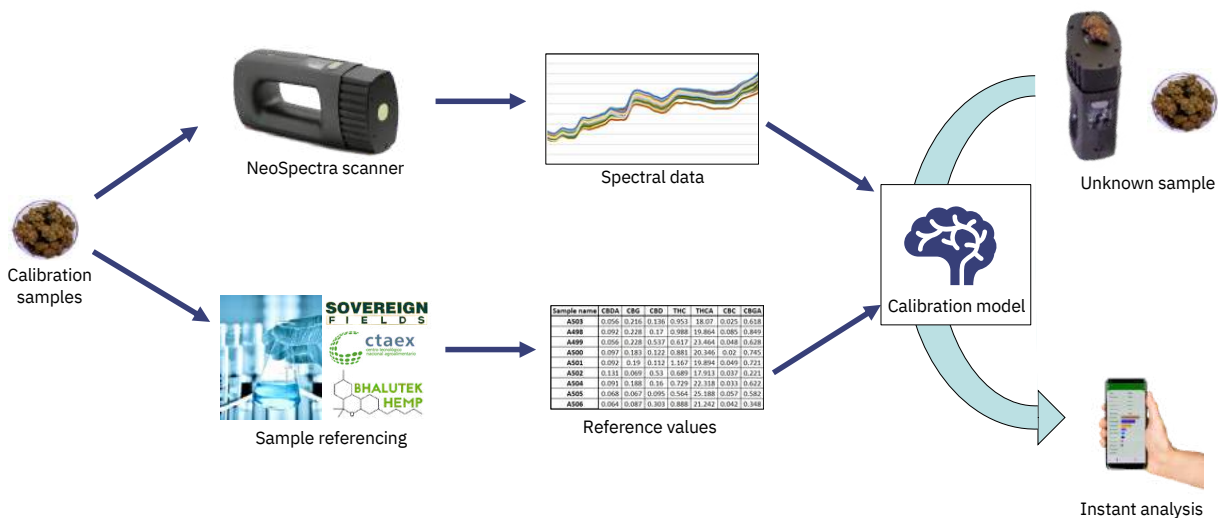 NeoSpectra scanner
Spectral data
Unknown sample
Calibration
samples
SOVEREIGN
FIELDS
ctaex
centro tecnológico
nacional agroalimentario
BHALUTEK
HEMP
O
Sample referencing
Sample name CBDA CBG CBD THC THCA CBC CBGA
A503 0.056 0.216 0.136 0.953 18.07 0.025 0.618
A498 0.092 0.228 0.17 0.988 19.864 0.085 0.849
A499 0.056 0.228 0.537 0.617 23.464 0.048 0.628
A500 0.097 0.183 0.122 0.881 20.346 0.02 0.745
A501 0.092 0.19 0.112 1.167 19.894 0.049 0.721
A502 0.131 0.069 0.53 0.689 17.913 0.037 0.221
A504 0.091 0.188 0.16 0.729 22.318 0.033 0.622
A505 0.068 0.067 0.095 0.564 25.188 0.057 0.582
A506 0.064 0.087 0.303 0.888 21.242 0.042 0.348
Reference values
Calibration model
Instant analysis